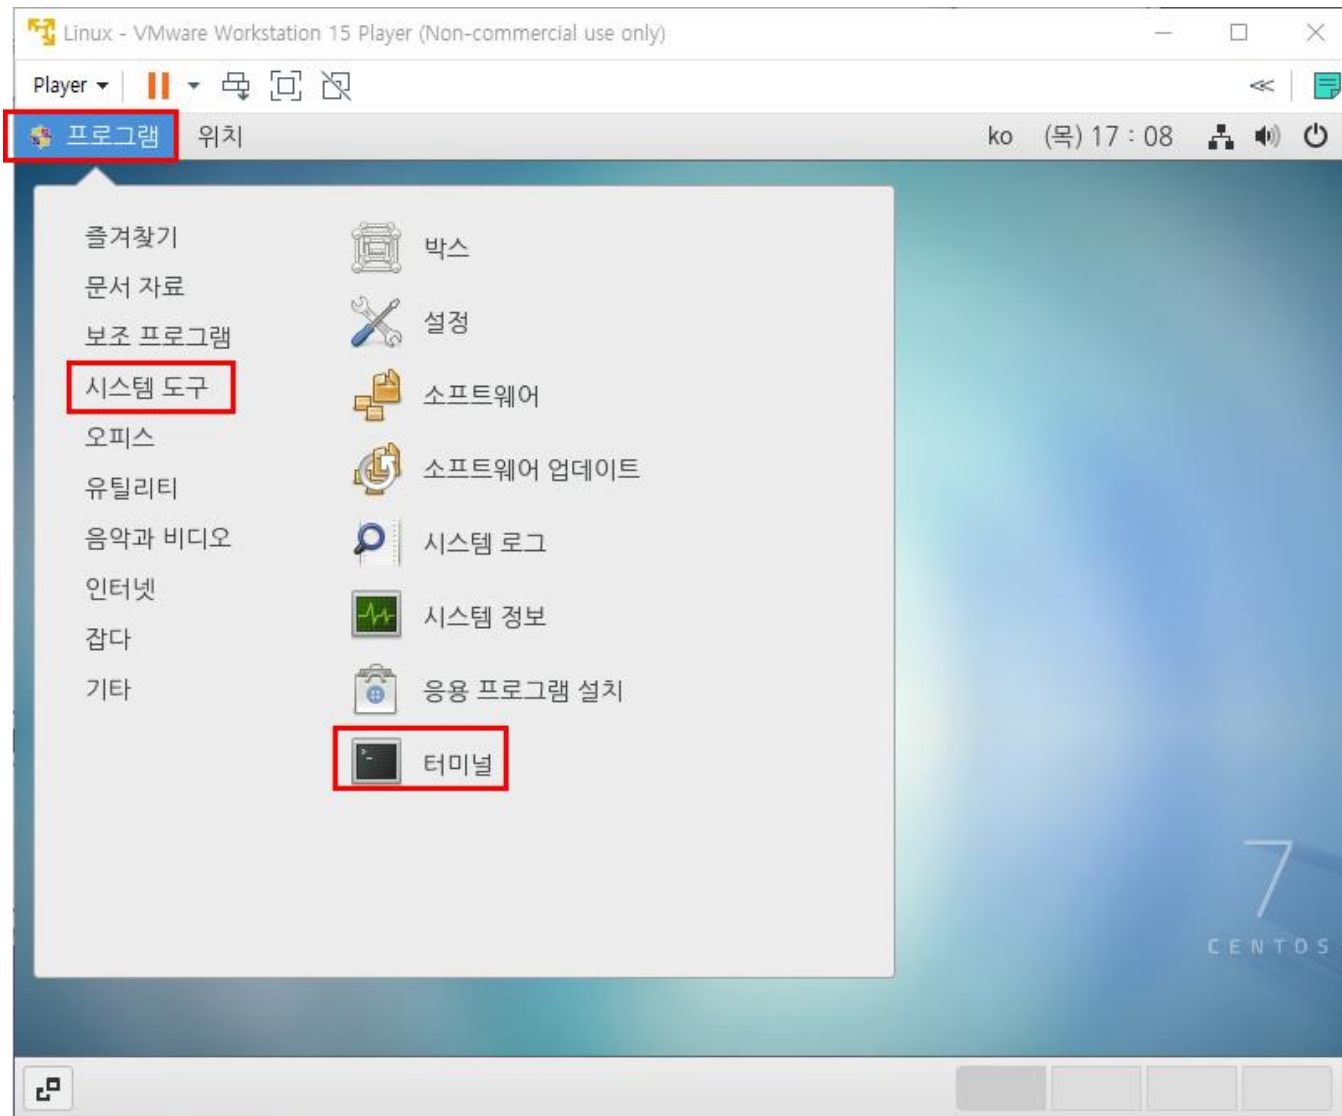 Linux - VMware Workstation 15 Player (Non-commercial use only)
Player
프로그램 위치 ko (목) 17 : 08
즐겨찾기
문서 자료
보조 프로그램
시스템 도구
오피스
유틸리티
음악과 비디오
인터넷
잡다
기타
박스
설정
소프트웨어
소프트웨어 업데이트
시스템 로그
시스템 정보
응용 프로그램 설치
터미널
7
CENTOS